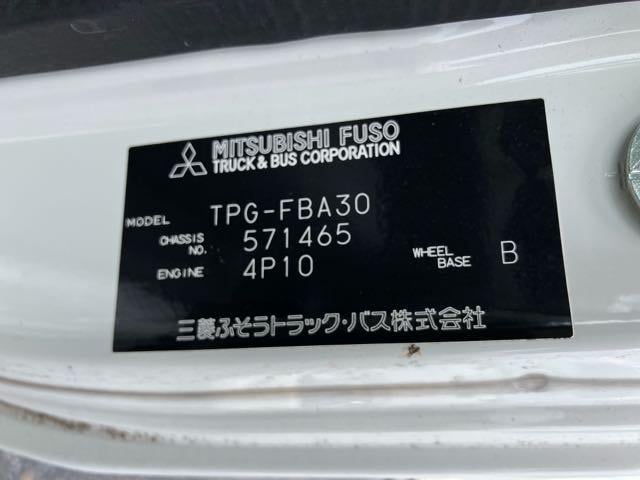 MITSUBISHI FUSO
TRUCK & BUS CORPORATION
MODEL TPG-FBA30
CHASSIS NO. 571465
ENGINE 4P10 WHEEL BASE B
三菱ふそうトラック・バス株式会社